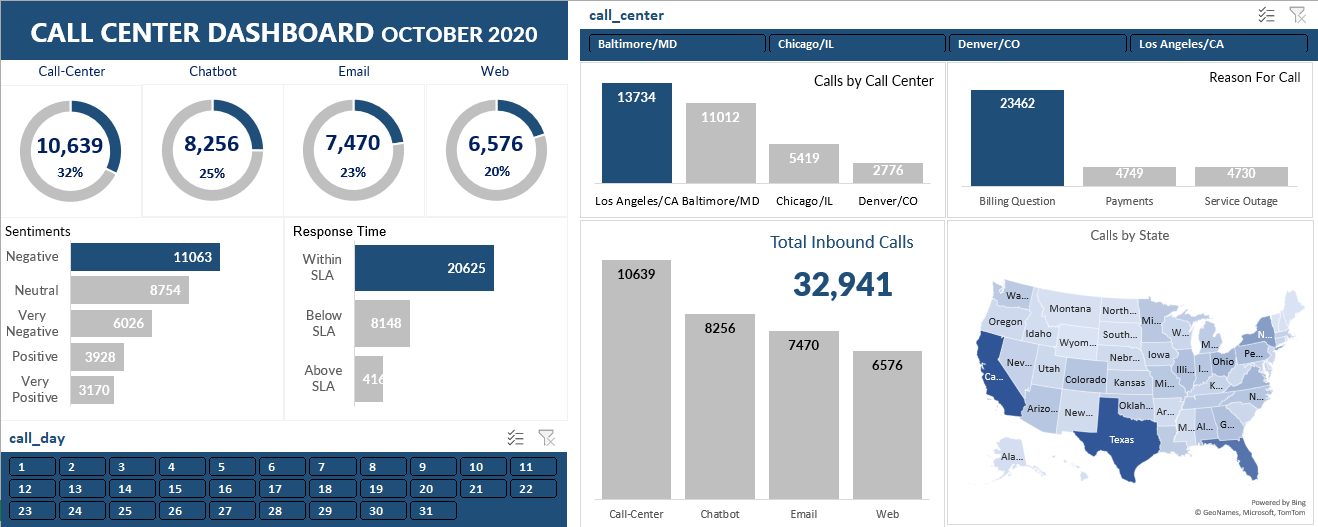 CALL CENTER DASHBOARD OCTOBER 2020
Call-Center
Chatbot
Email
Web
10,639
32%
8,256
25%
7,470
23%
6,576
20%
Sentiments
Negative
11063
Neutral
8754
Very
Negative
6026
Positive
3928
Very
Positive
3170
Response Time
Within
SLA
20625
Below
SLA
8148
Above
SLA
416
call_day
1 2 3 4 5 6 7 8 9 10 11
12 13 14 15 16 17 18 19 20 21 22
23 24 25 26 27 28 29 30 31
call_center
Baltimore/MD
Chicago/IL
Denver/CO
Los Angeles/CA
Calls by Call Center
13734
11012
5419
2776
Los Angeles/CA Baltimore/MD Chicago/IL Denver/CO
Reason For Call
23462
4749
4730
Billing Question
Payments
Service Outage
Total Inbound Calls
32,941
10639
8256
7470
6576
Call-Center
Chatbot
Email
Web
Calls by State
Wa...
Montana
North...
Mi...
Oregon
Idaho
South...
W...
M...
N...
Wyom...
Nebr...
Iowa
Pe...
Nev...
Utah
Illi...
I...
Ohio
Ca...
Colorado
Kansas
Mi...
K...
N...
Arizo...
New...
Oklah...
Ar...
M...
Al...
G...
Texas
Ala...
Powered by Bing
© GeoNames, Microsoft, TomTom